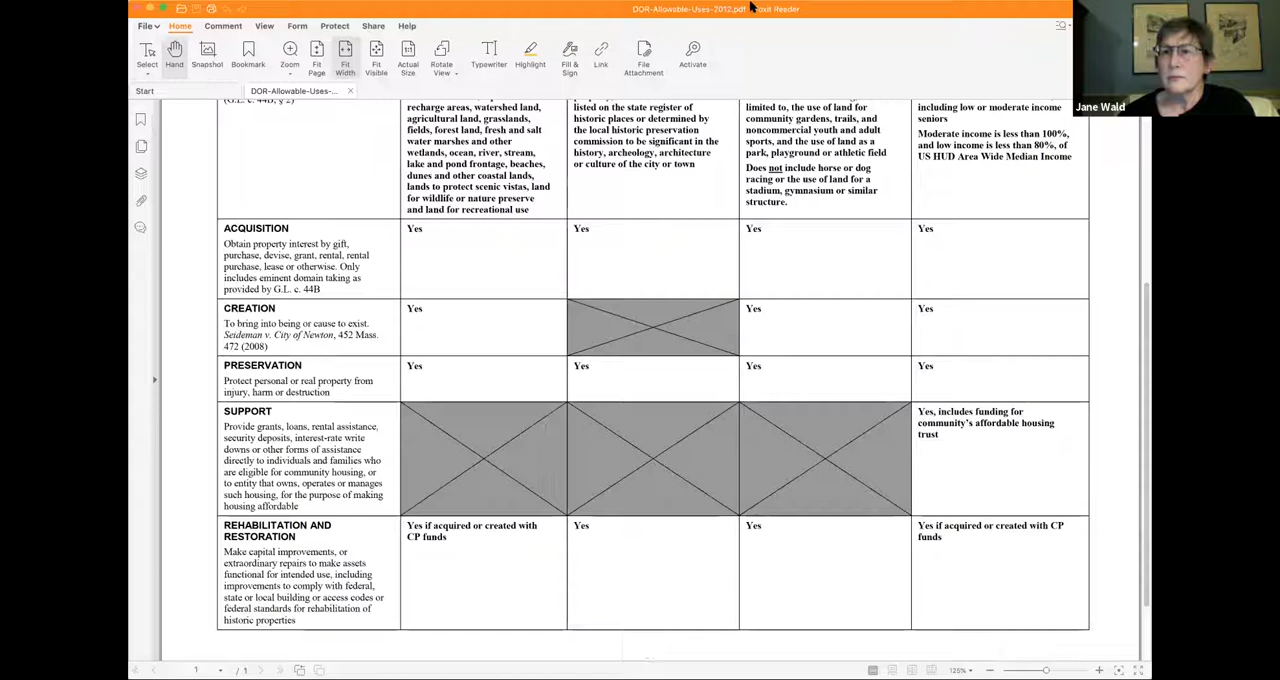 DOR-Allowable-Uses-2012.pdf - Foxit Reader
File Home Comment View Form Protect Share Help
Select Hand Snapshot Bookmark Zoom Fit Page Fit Width Fit Visible Actual Size Rotate View Typewriter Highlight Fill & Sign Link File Attachment Activate
Start DOR-Allowable-Uses-...
Jane Wald
(G.L. c. 44B, § 2)
recharge areas, watershed land,
agricultural land, grasslands,
fields, forest land, fresh and salt
water marshes and other
wetlands, ocean, river, stream,
lake and pond frontage, beaches,
dunes and other coastal lands,
lands to protect scenic vistas, land
for wildlife or nature preserve
and land for recreational use
listed on the state register of
historic places or determined by
the local historic preservation
commission to be significant in the
history, archeology, architecture
or culture of the city or town
limited to, the use of land for
community gardens, trails, and
noncommercial youth and adult
sports, and the use of land as a
park, playground or athletic field
Does not include horse or dog
racing or the use of land for a
stadium, gymnasium or similar
structure.
including low or moderate income
seniors
Moderate income is less than 100%,
and low income is less than 80%, of
US HUD Area Wide Median Income
ACQUISITION
Obtain property interest by gift,
purchase, devise, grant, rental, rental
purchase, lease or otherwise. Only
includes eminent domain taking as
provided by G.L. c. 44B
Yes
Yes
Yes
Yes
CREATION
To bring into being or cause to exist.
Seideman v. City of Newton, 452 Mass.
472 (2008)
Yes
Yes
Yes
PRESERVATION
Protect personal or real property from
injury, harm or destruction
Yes
Yes
Yes
Yes
SUPPORT
Provide grants, loans, rental assistance,
security deposits, interest-rate write
downs or other forms of assistance
directly to individuals and families who
are eligible for community housing, or
to entity that owns, operates or manages
such housing, for the purpose of making
housing affordable
Yes, includes funding for
community's affordable housing
trust
REHABILITATION AND
RESTORATION
Make capital improvements, or
extraordinary repairs to make assets
functional for intended use, including
improvements to comply with federal,
state or local building or access codes or
federal standards for rehabilitation of
historic properties
Yes if acquired or created with
CP funds
Yes
Yes
Yes if acquired or created with CP
funds
1 / 1
125%